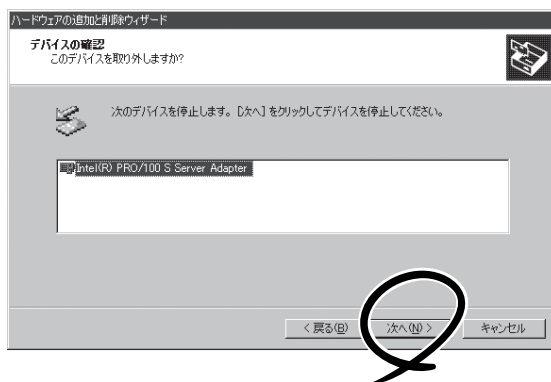 ハードウェアの追加と削除ウィザード
デバイスの確認
このデバイスを取り外しますか?
次のデバイスを停止します。[次へ] をクリックしてデバイスを停止してください。
Intel(R) PRO/100 S Server Adapter
< 戻る(B)
次へ(N) >
キャンセル